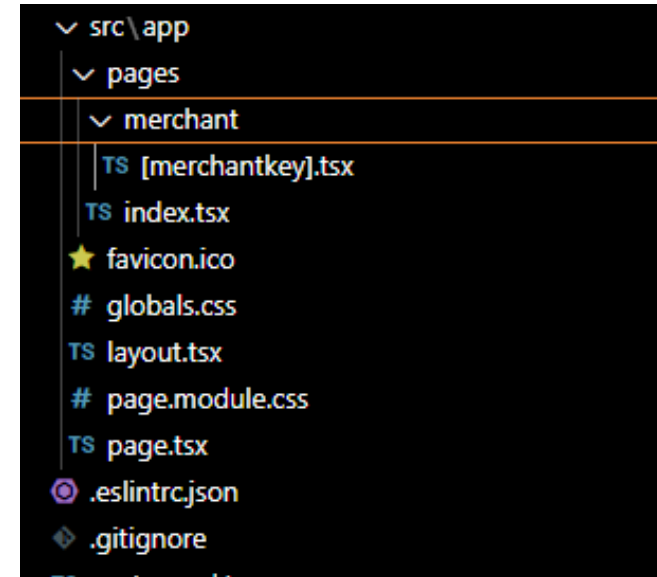 src\app
pages
merchant
TS [merchantkey].tsx
TS index.tsx
favicon.ico
# globals.css
TS layout.tsx
# page.module.css
TS page.tsx
.eslintrc.json
.gitignore